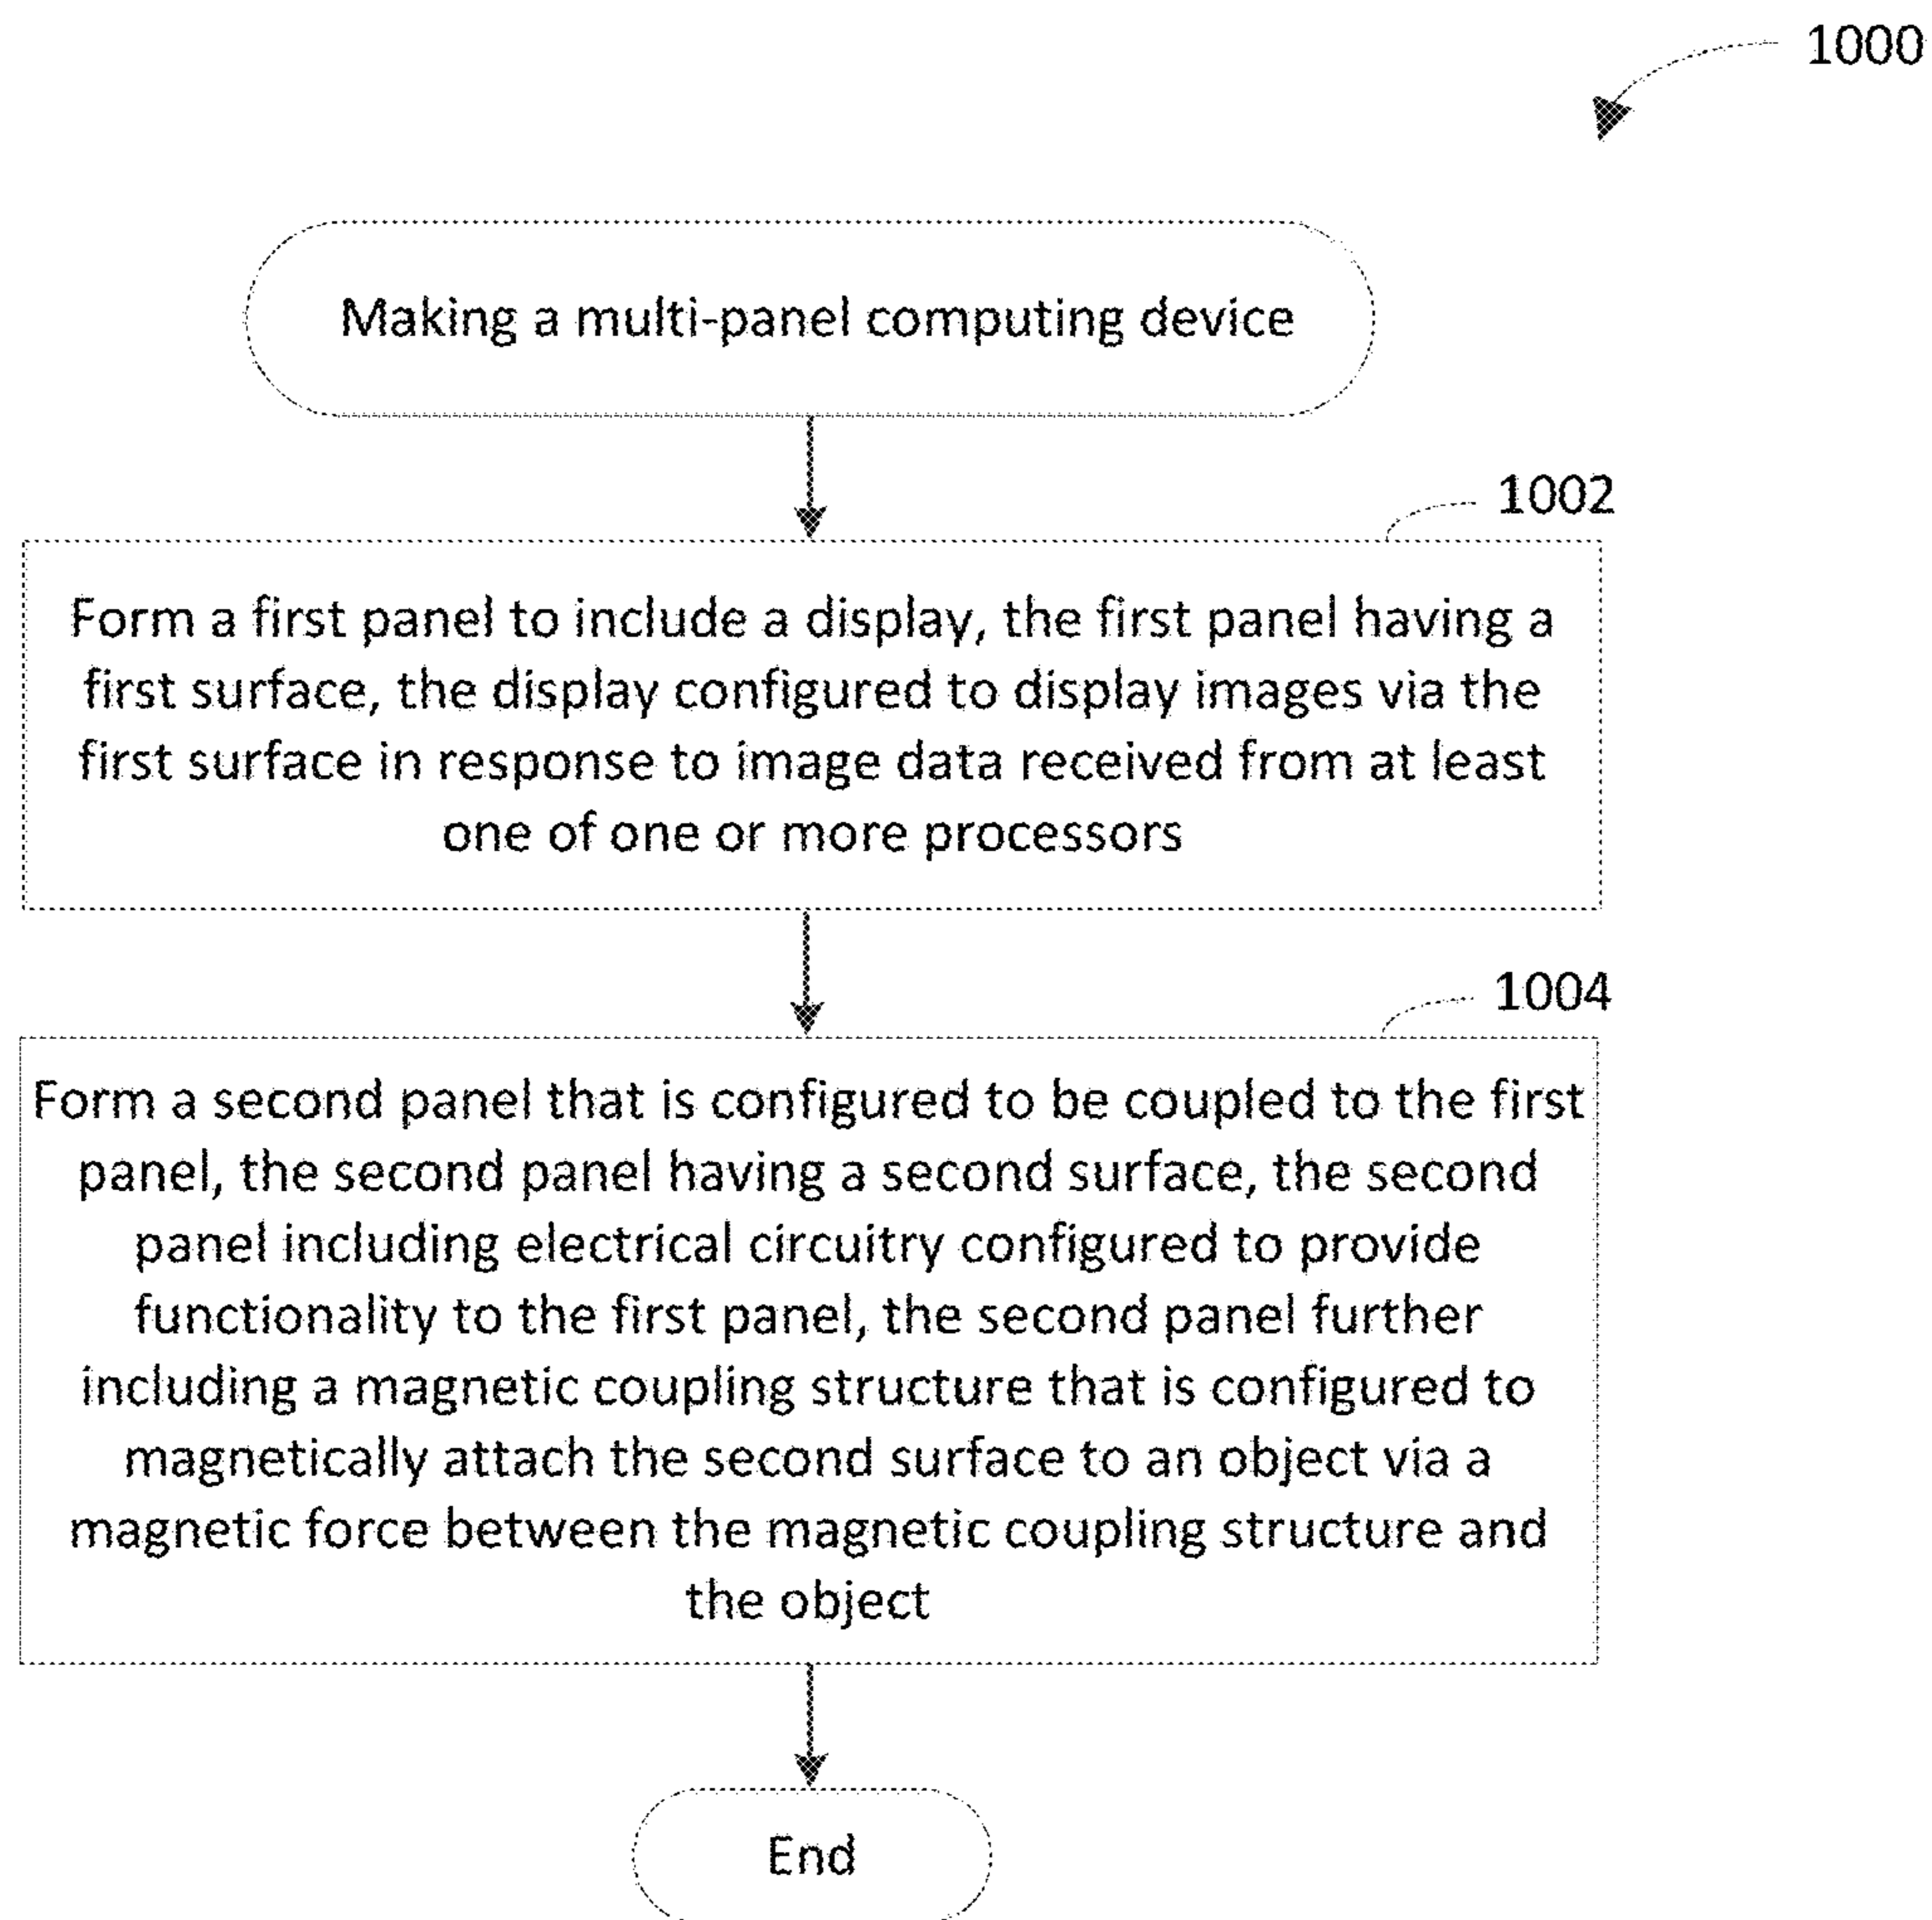 1000
Making a multi-panel computing device
1002
Form a first panel to include a display, the first panel having a
first surface, the display configured to display images via the
first surface in response to image data received from at least
one of one or more processors
1004
Form a second panel that is configured to be coupled to the first
panel, the second panel having a second surface, the second
panel including electrical circuitry configured to provide
functionality to the first panel, the second panel further
including a magnetic coupling structure that is configured to
magnetically attach the second surface to an object via a
magnetic force between the magnetic coupling structure and
the object
End